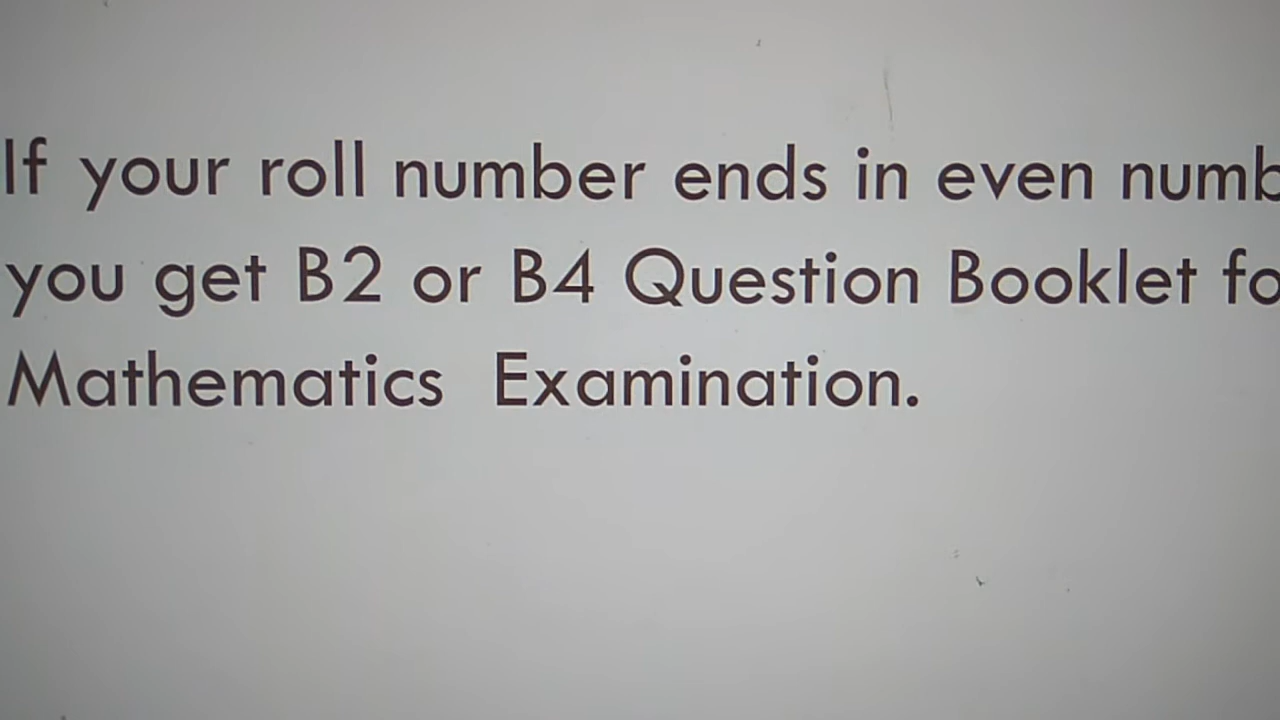 If your roll number ends in even numb
you get B2 or B4 Question Booklet fo
Mathematics Examination.